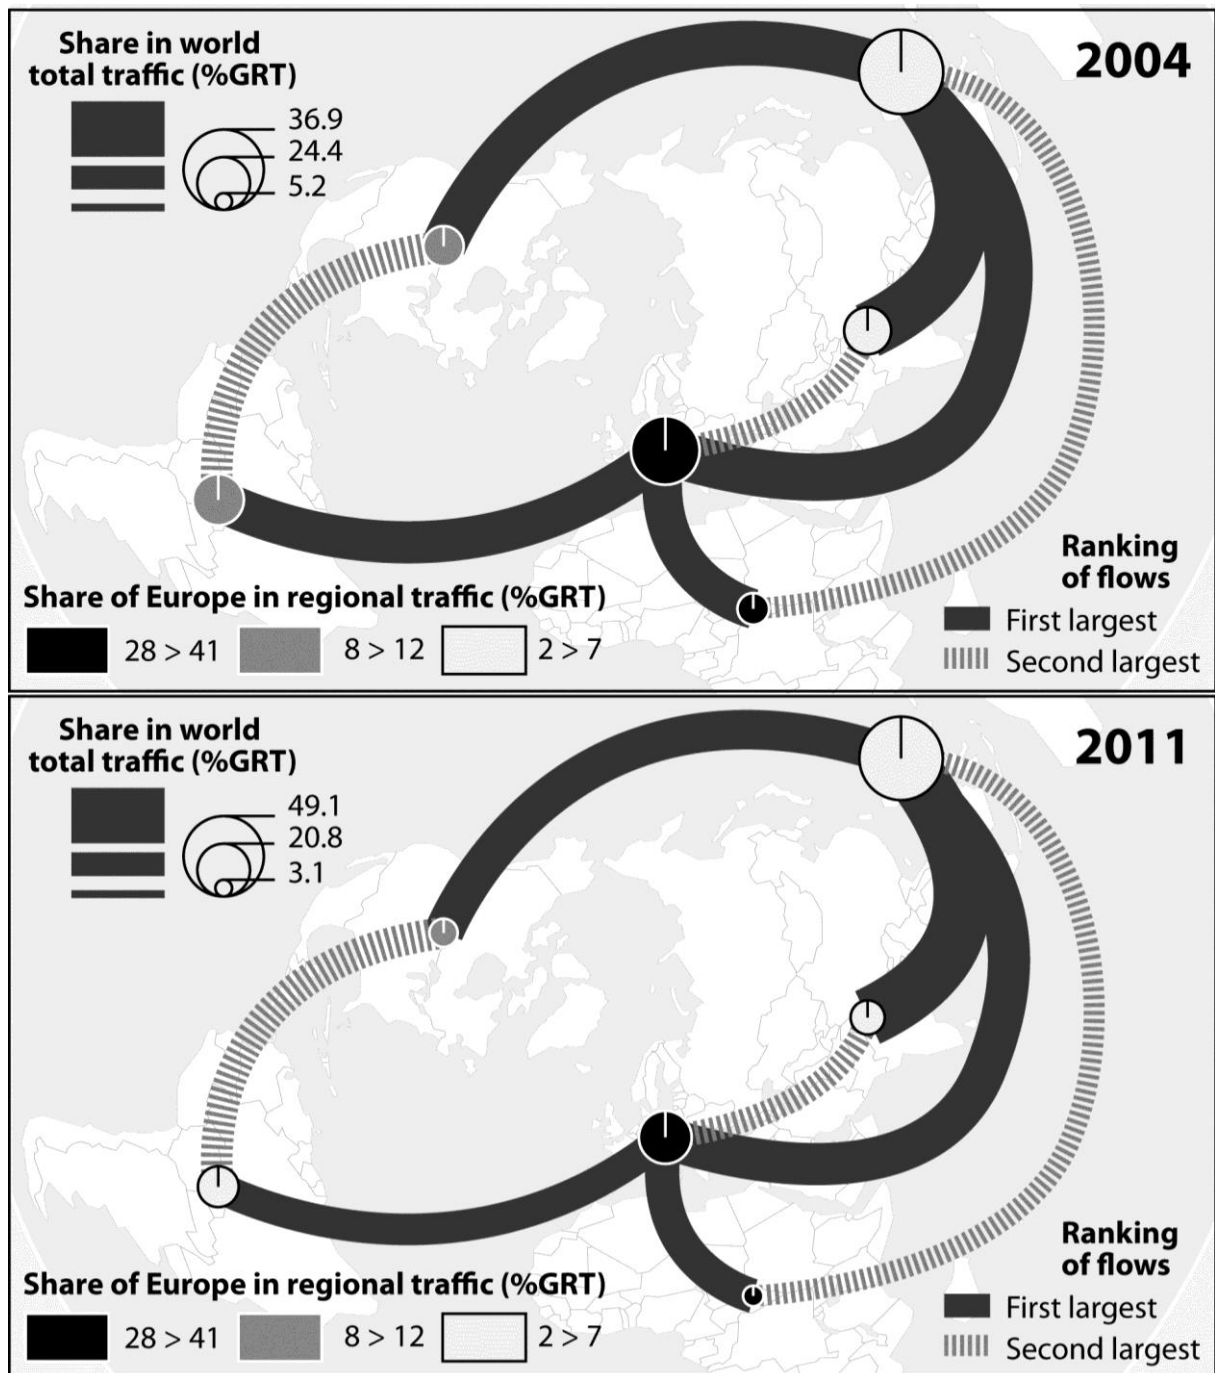 Share in world
total traffic (%GRT)
36.9
24.4
5.2
2004
Ranking
of flows
First largest
Second largest
Share of Europe in regional traffic (%GRT)
28 > 41
8 > 12
2 > 7
Share in world
total traffic (%GRT)
49.1
20.8
3.1
2011
Ranking
of flows
First largest
Second largest
Share of Europe in regional traffic (%GRT)
28 > 41
8 > 12
2 > 7